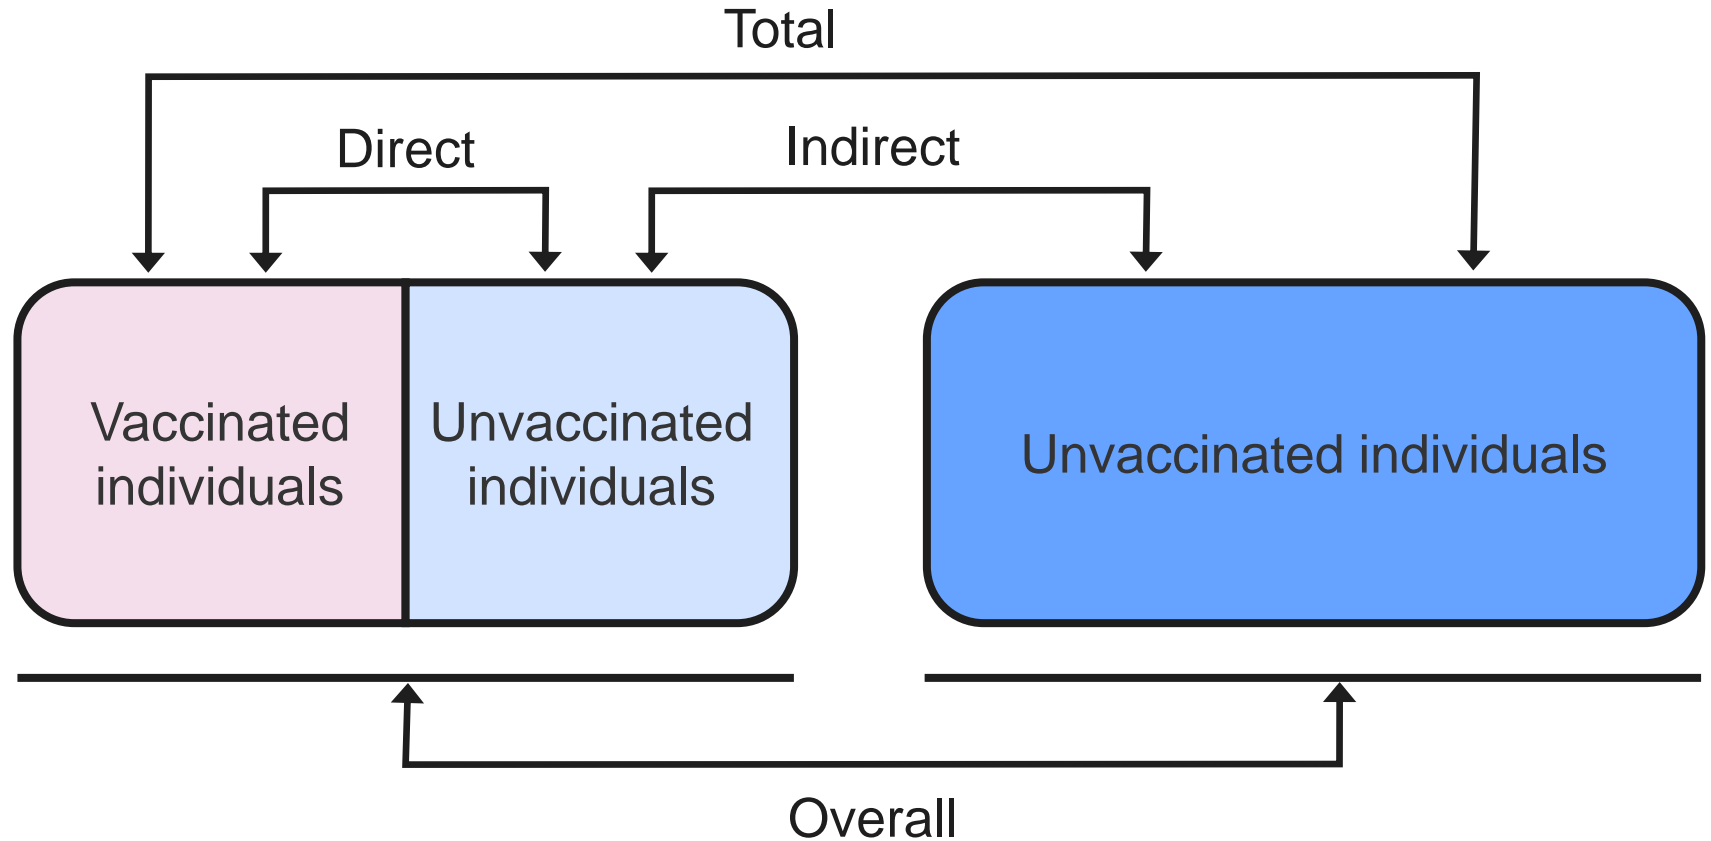 Total
Direct
Indirect
Vaccinated
individuals
Unvaccinated
individuals
Unvaccinated individuals
Overall